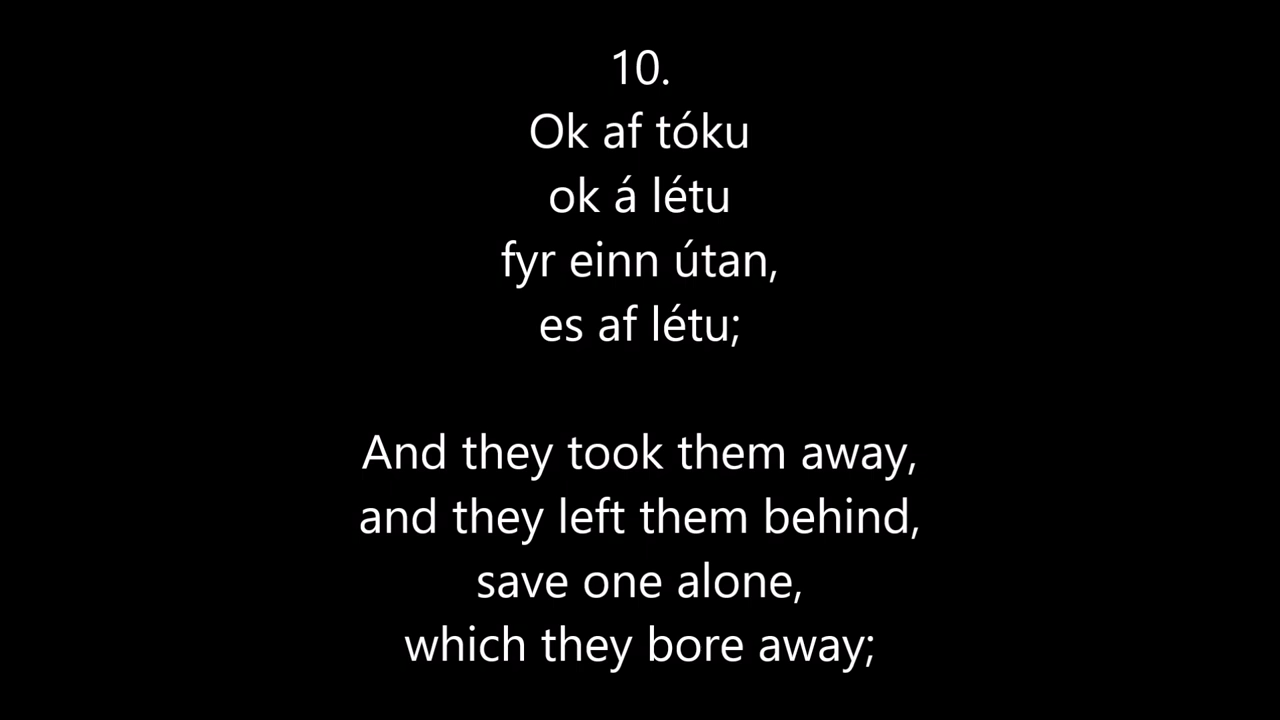 10.
Ok af tóku
ok á létu
fyr einn útan,
es af létu;
And they took them away,
and they left them behind,
save one alone,
which they bore away;